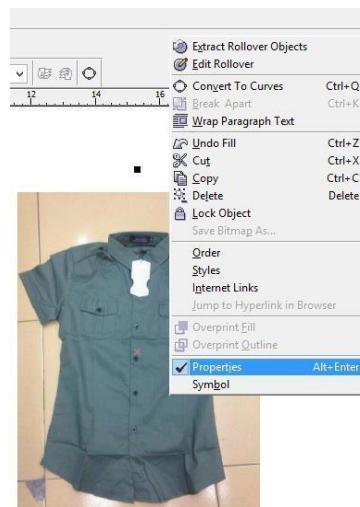 Extract Rollover Objects
Edit Rollover
12 14 16
Convert To Curves Ctrl+Q
Break Apart Ctrl+K
Wrap Paragraph Text
Undo Fill Ctrl+Z
Cut Ctrl+X
Copy Ctrl+C
Delete Delete
Lock Object
Save Bitmap As...
Order
Styles
Internet Links
Jump to Hyperlink in Browser
Overprint Fill
Overprint Outline
Properties Alt+Enter
Symbol